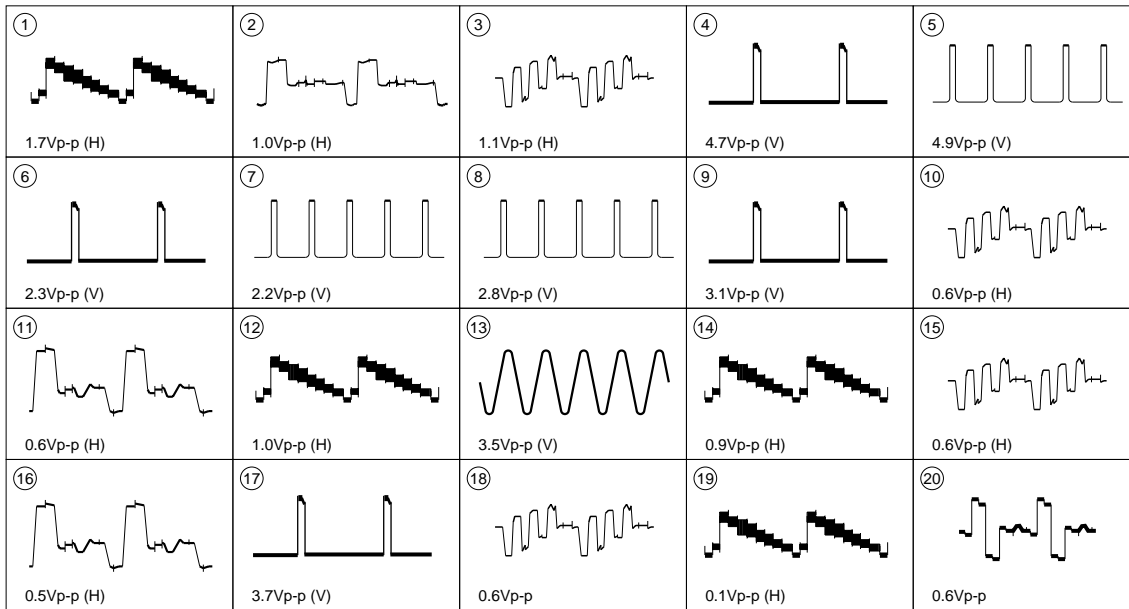 1 2 3 4 5
1.7Vp-p (H) 1.0Vp-p (H) 1.1Vp-p (H) 4.7Vp-p (V) 4.9Vp-p (V)
6 7 8 9 10
2.3Vp-p (V) 2.2Vp-p (V) 2.8Vp-p (V) 3.1Vp-p (V) 0.6Vp-p (H)
11 12 13 14 15
0.6Vp-p (H) 1.0Vp-p (H) 3.5Vp-p (V) 0.9Vp-p (H) 0.6Vp-p (H)
16 17 18 19 20
0.5Vp-p (H) 3.7Vp-p (V) 0.6Vp-p 0.1Vp-p (H) 0.6Vp-p